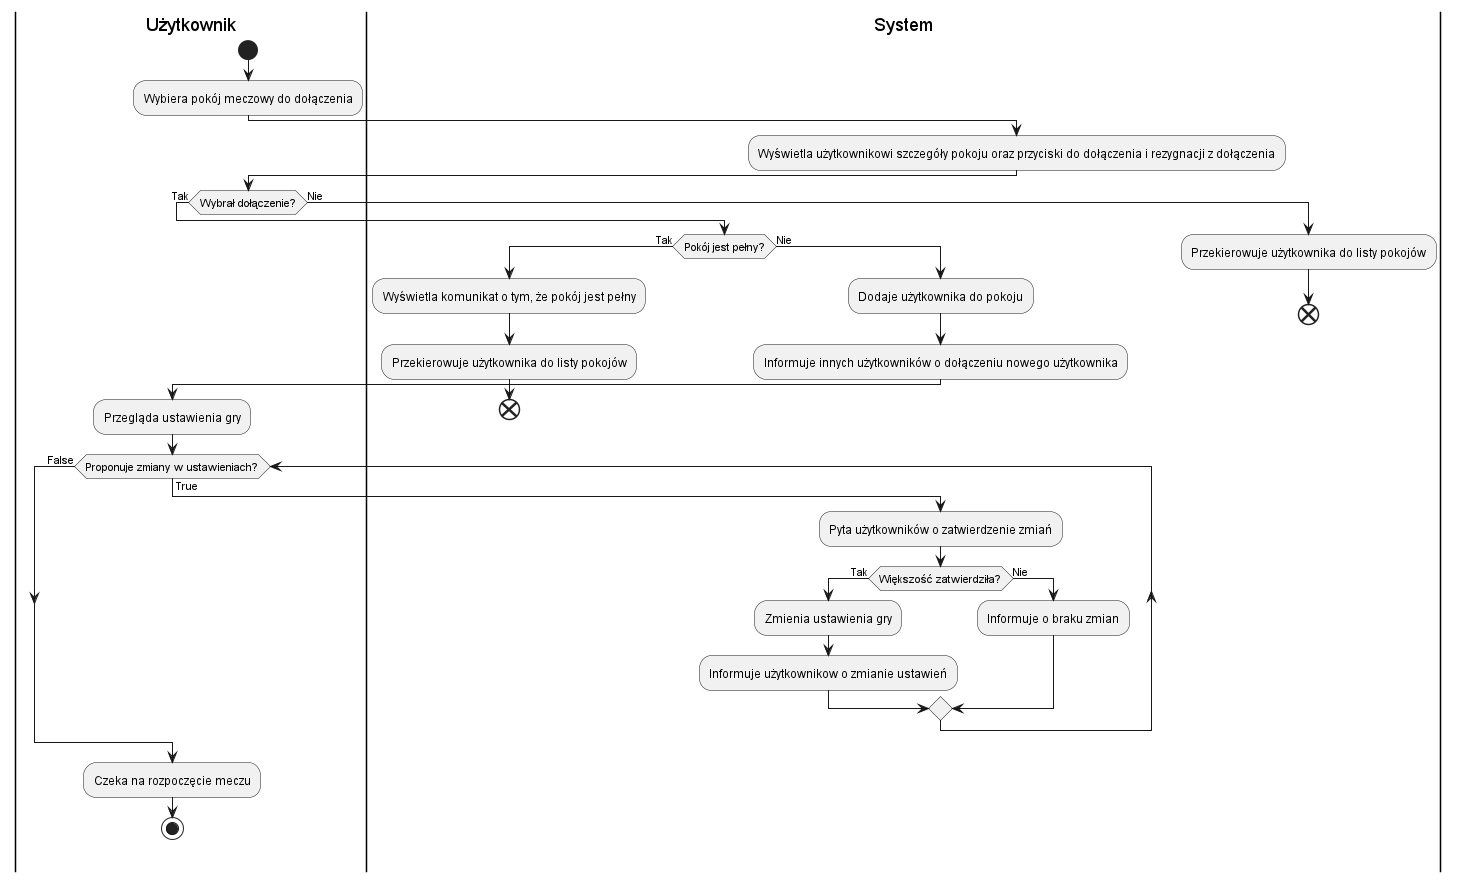 Użytkownik
System
Wybiera pokój meczowy do dołączenia
Wyświetla użytkownikowi szczegóły pokoju oraz przyciski do dołączenia i rezygnacji z dołączenia
Tak
Wybrał dołączenie?
Nie
Tak
Pokój jest pełny?
Nie
Przekierowuje użytkownika do listy pokojów
Wyświetla komunikat o tym, że pokój jest pełny
Dodaje użytkownika do pokoju
Przekierowuje użytkownika do listy pokojów
Informuje innych użytkowników o dołączeniu nowego użytkownika
Przegląda ustawienia gry
False
Proponuje zmiany w ustawieniach?
True
Pyta użytkowników o zatwierdzenie zmiań
Tak
Większość zatwierdziła?
Nie
Zmienia ustawienia gry
Informuje o braku zmian
Informuje użytkownikow o zmianie ustawień
Czeka na rozpoczęcie meczu